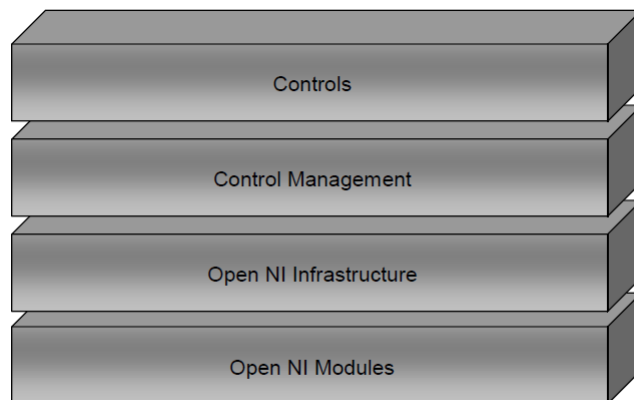 Controls
Control Management
Open NI Infrastructure
Open NI Modules